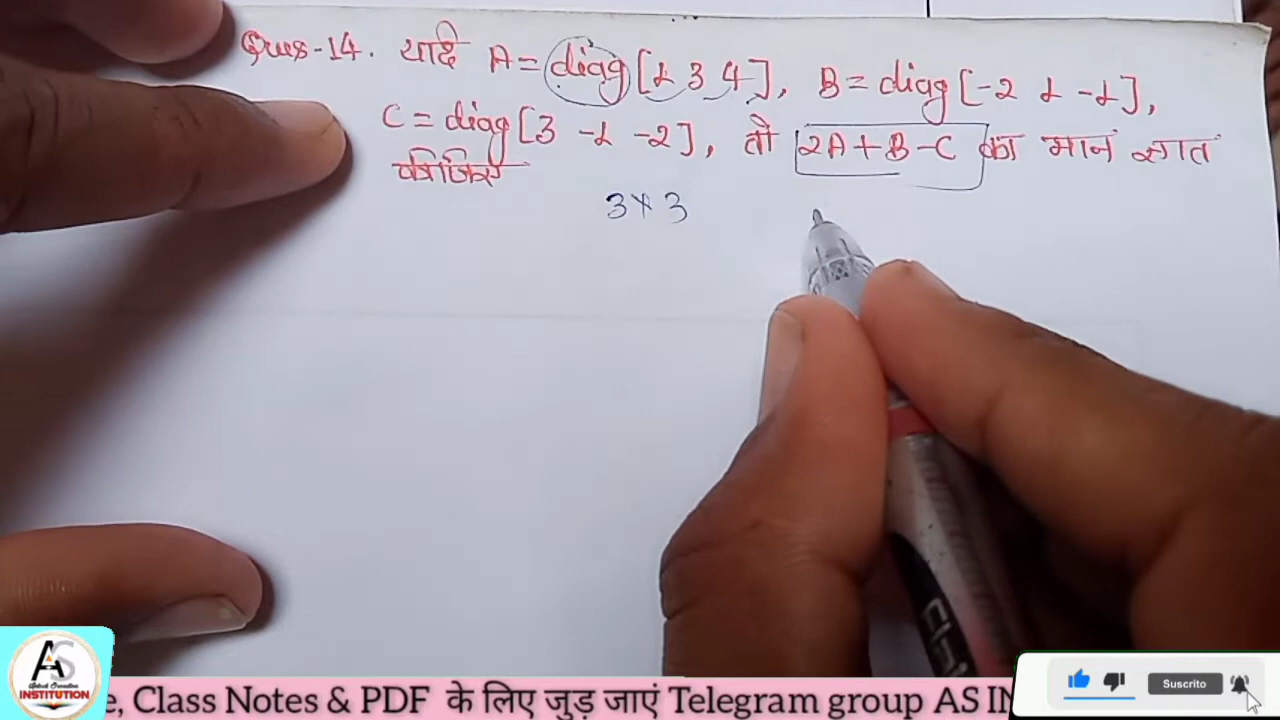 Ques-14. यदि A = diag [1 3 4], B = diag [-2 1 -1],
C = diag [3 -1 -2], तो 2A+B-C का मान ज्ञात
कीजिए
3×3
AS
INSTITUTION
e, Class Notes & PDF के लिए जुड़ जाएं Telegram group AS IN
Suscrito